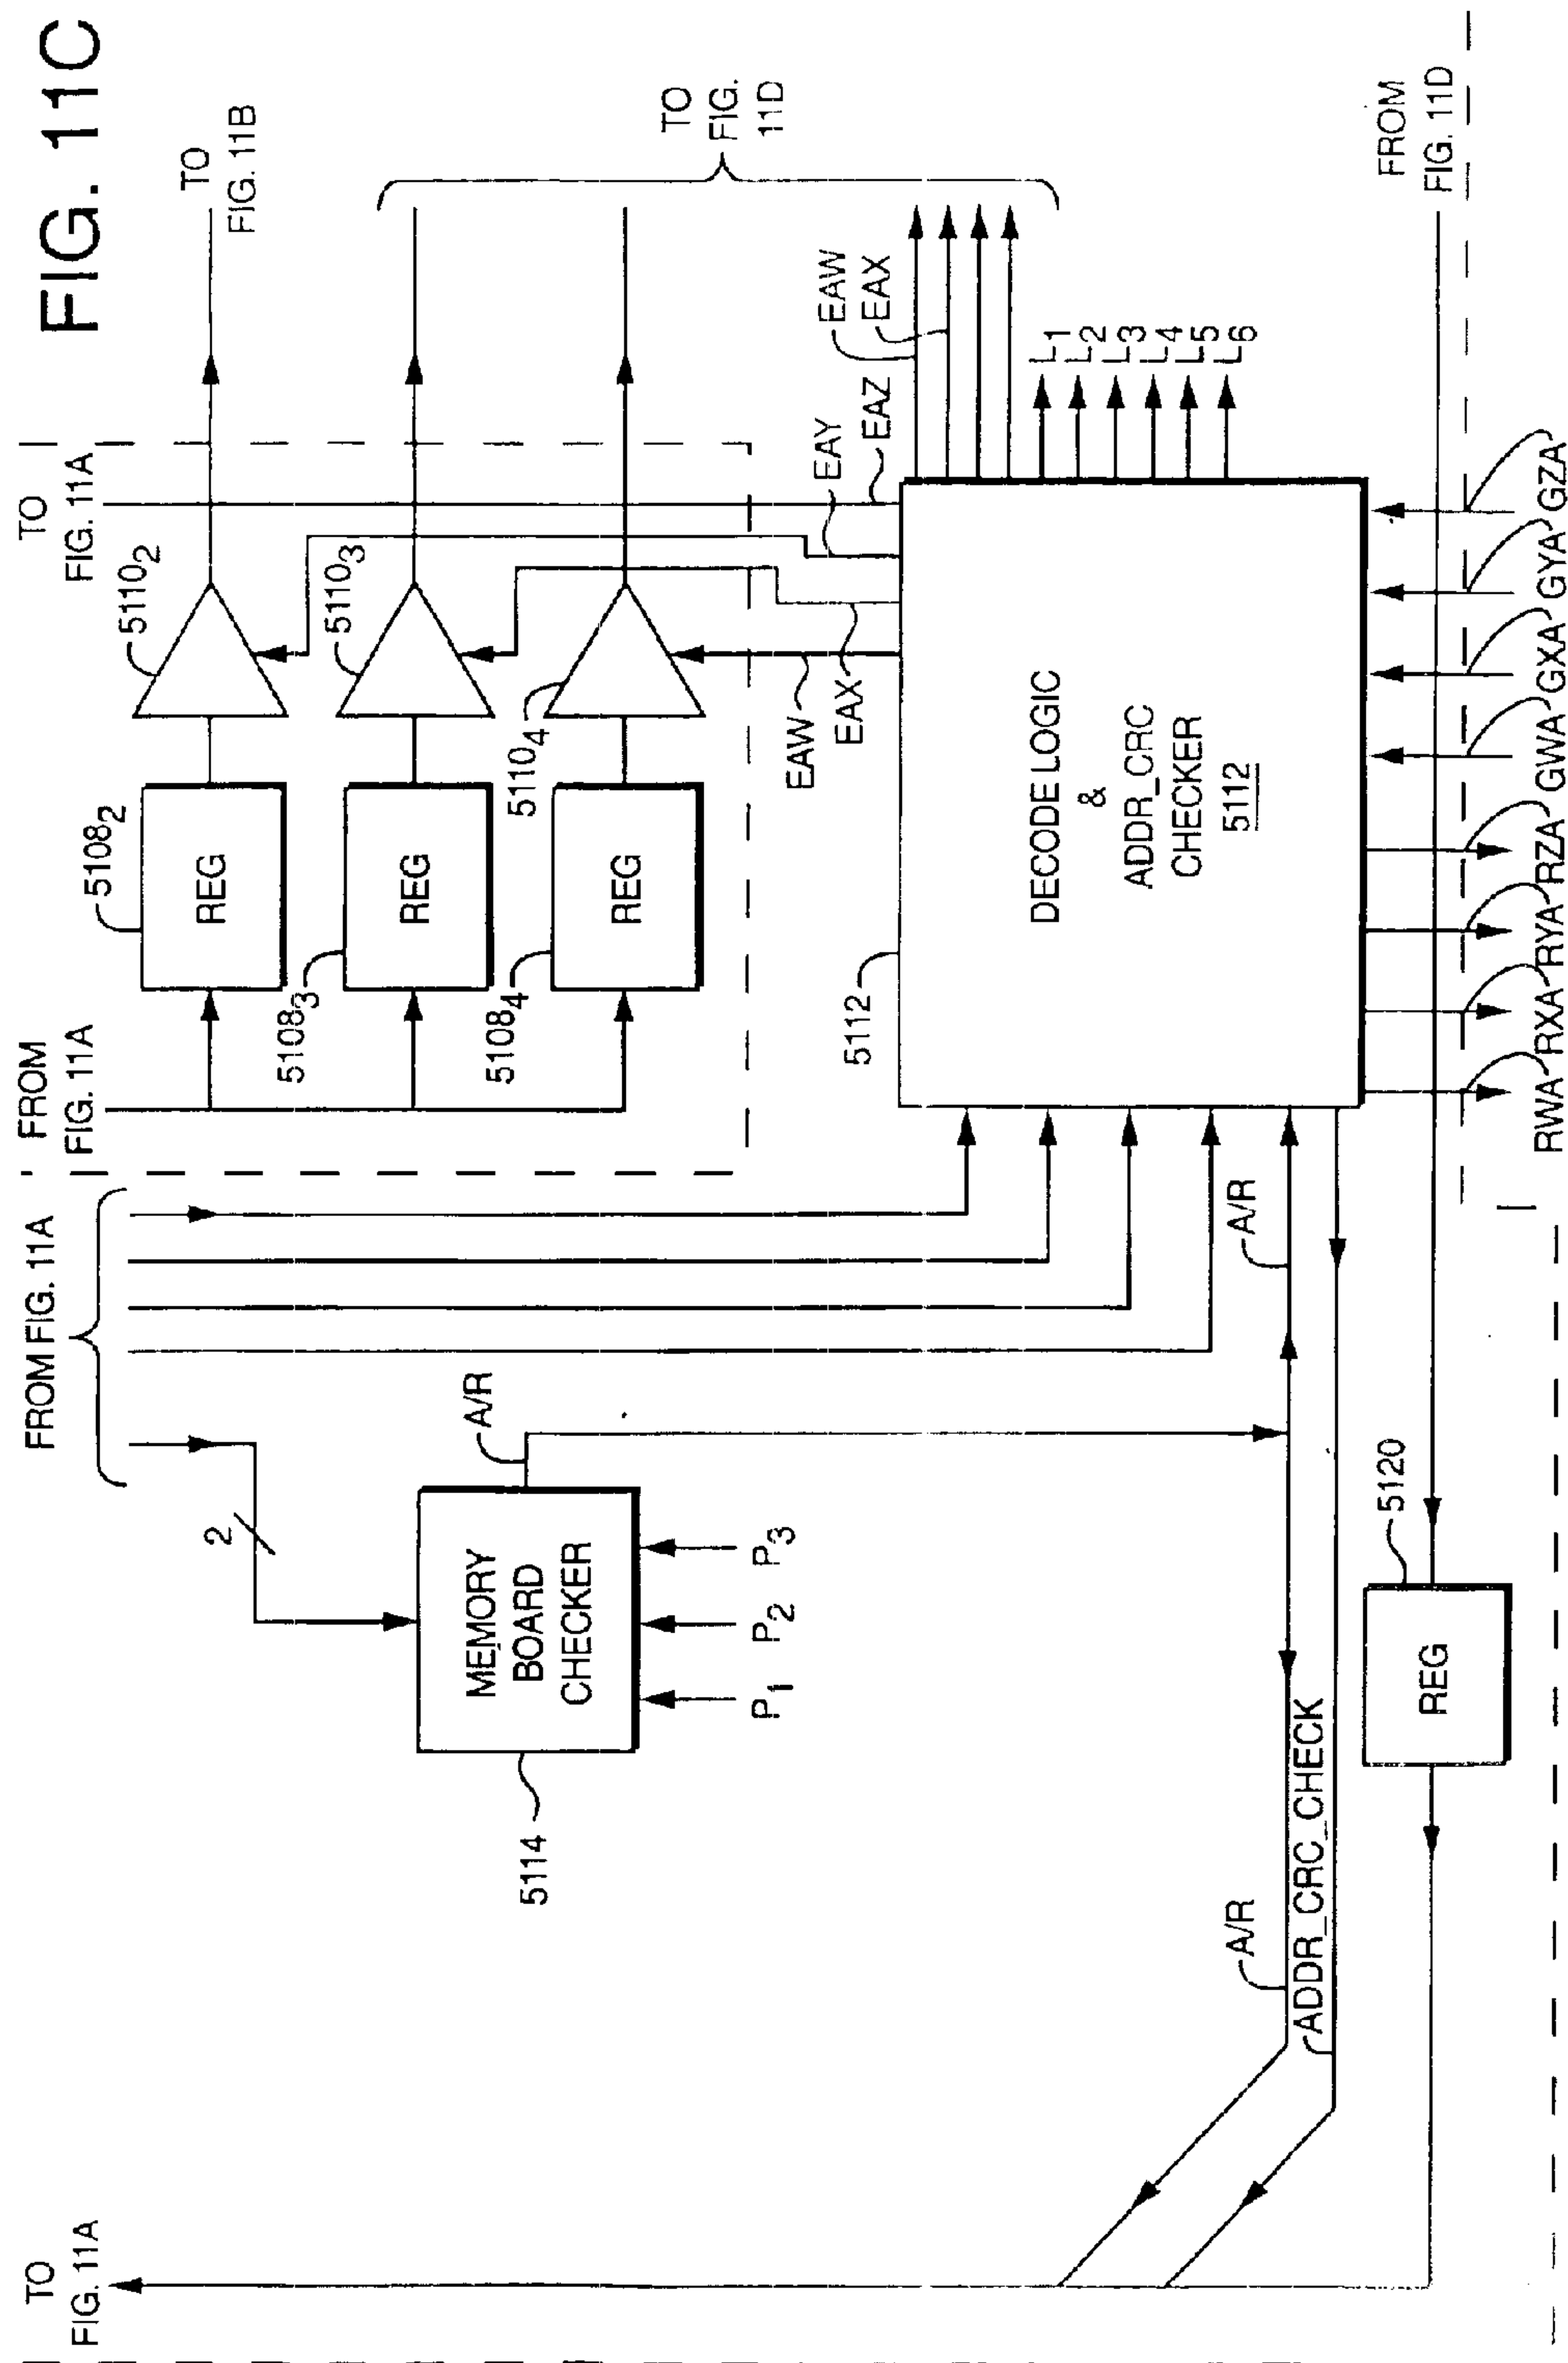 FIG. 11C
TO
FIG. 11A
FROM FIG. 11A
FROM
FIG. 11A
TO
FIG. 11A
TO
FIG. 11B
5108₂
REG
5110₂
5108₃
REG
5110₃
5108₄
REG
5110₄
TO
FIG.
11D
2
A/R
MEMORY
BOARD
CHECKER
5114
P₁
P₂
P₃
EAW
EAX
EAY
EAZ
EAW
EAX
5112
DECODE LOGIC
&
ADDR_CRC
CHECKER
5112
L₁
L₂
L₃
L₄
L₅
L₆
A/R
A/R
ADDR_CRC_CHECK
5120
REG
FROM
FIG. 11D
RWA
RXA
RYA
RZA
GWA
GXA
GYA
GZA